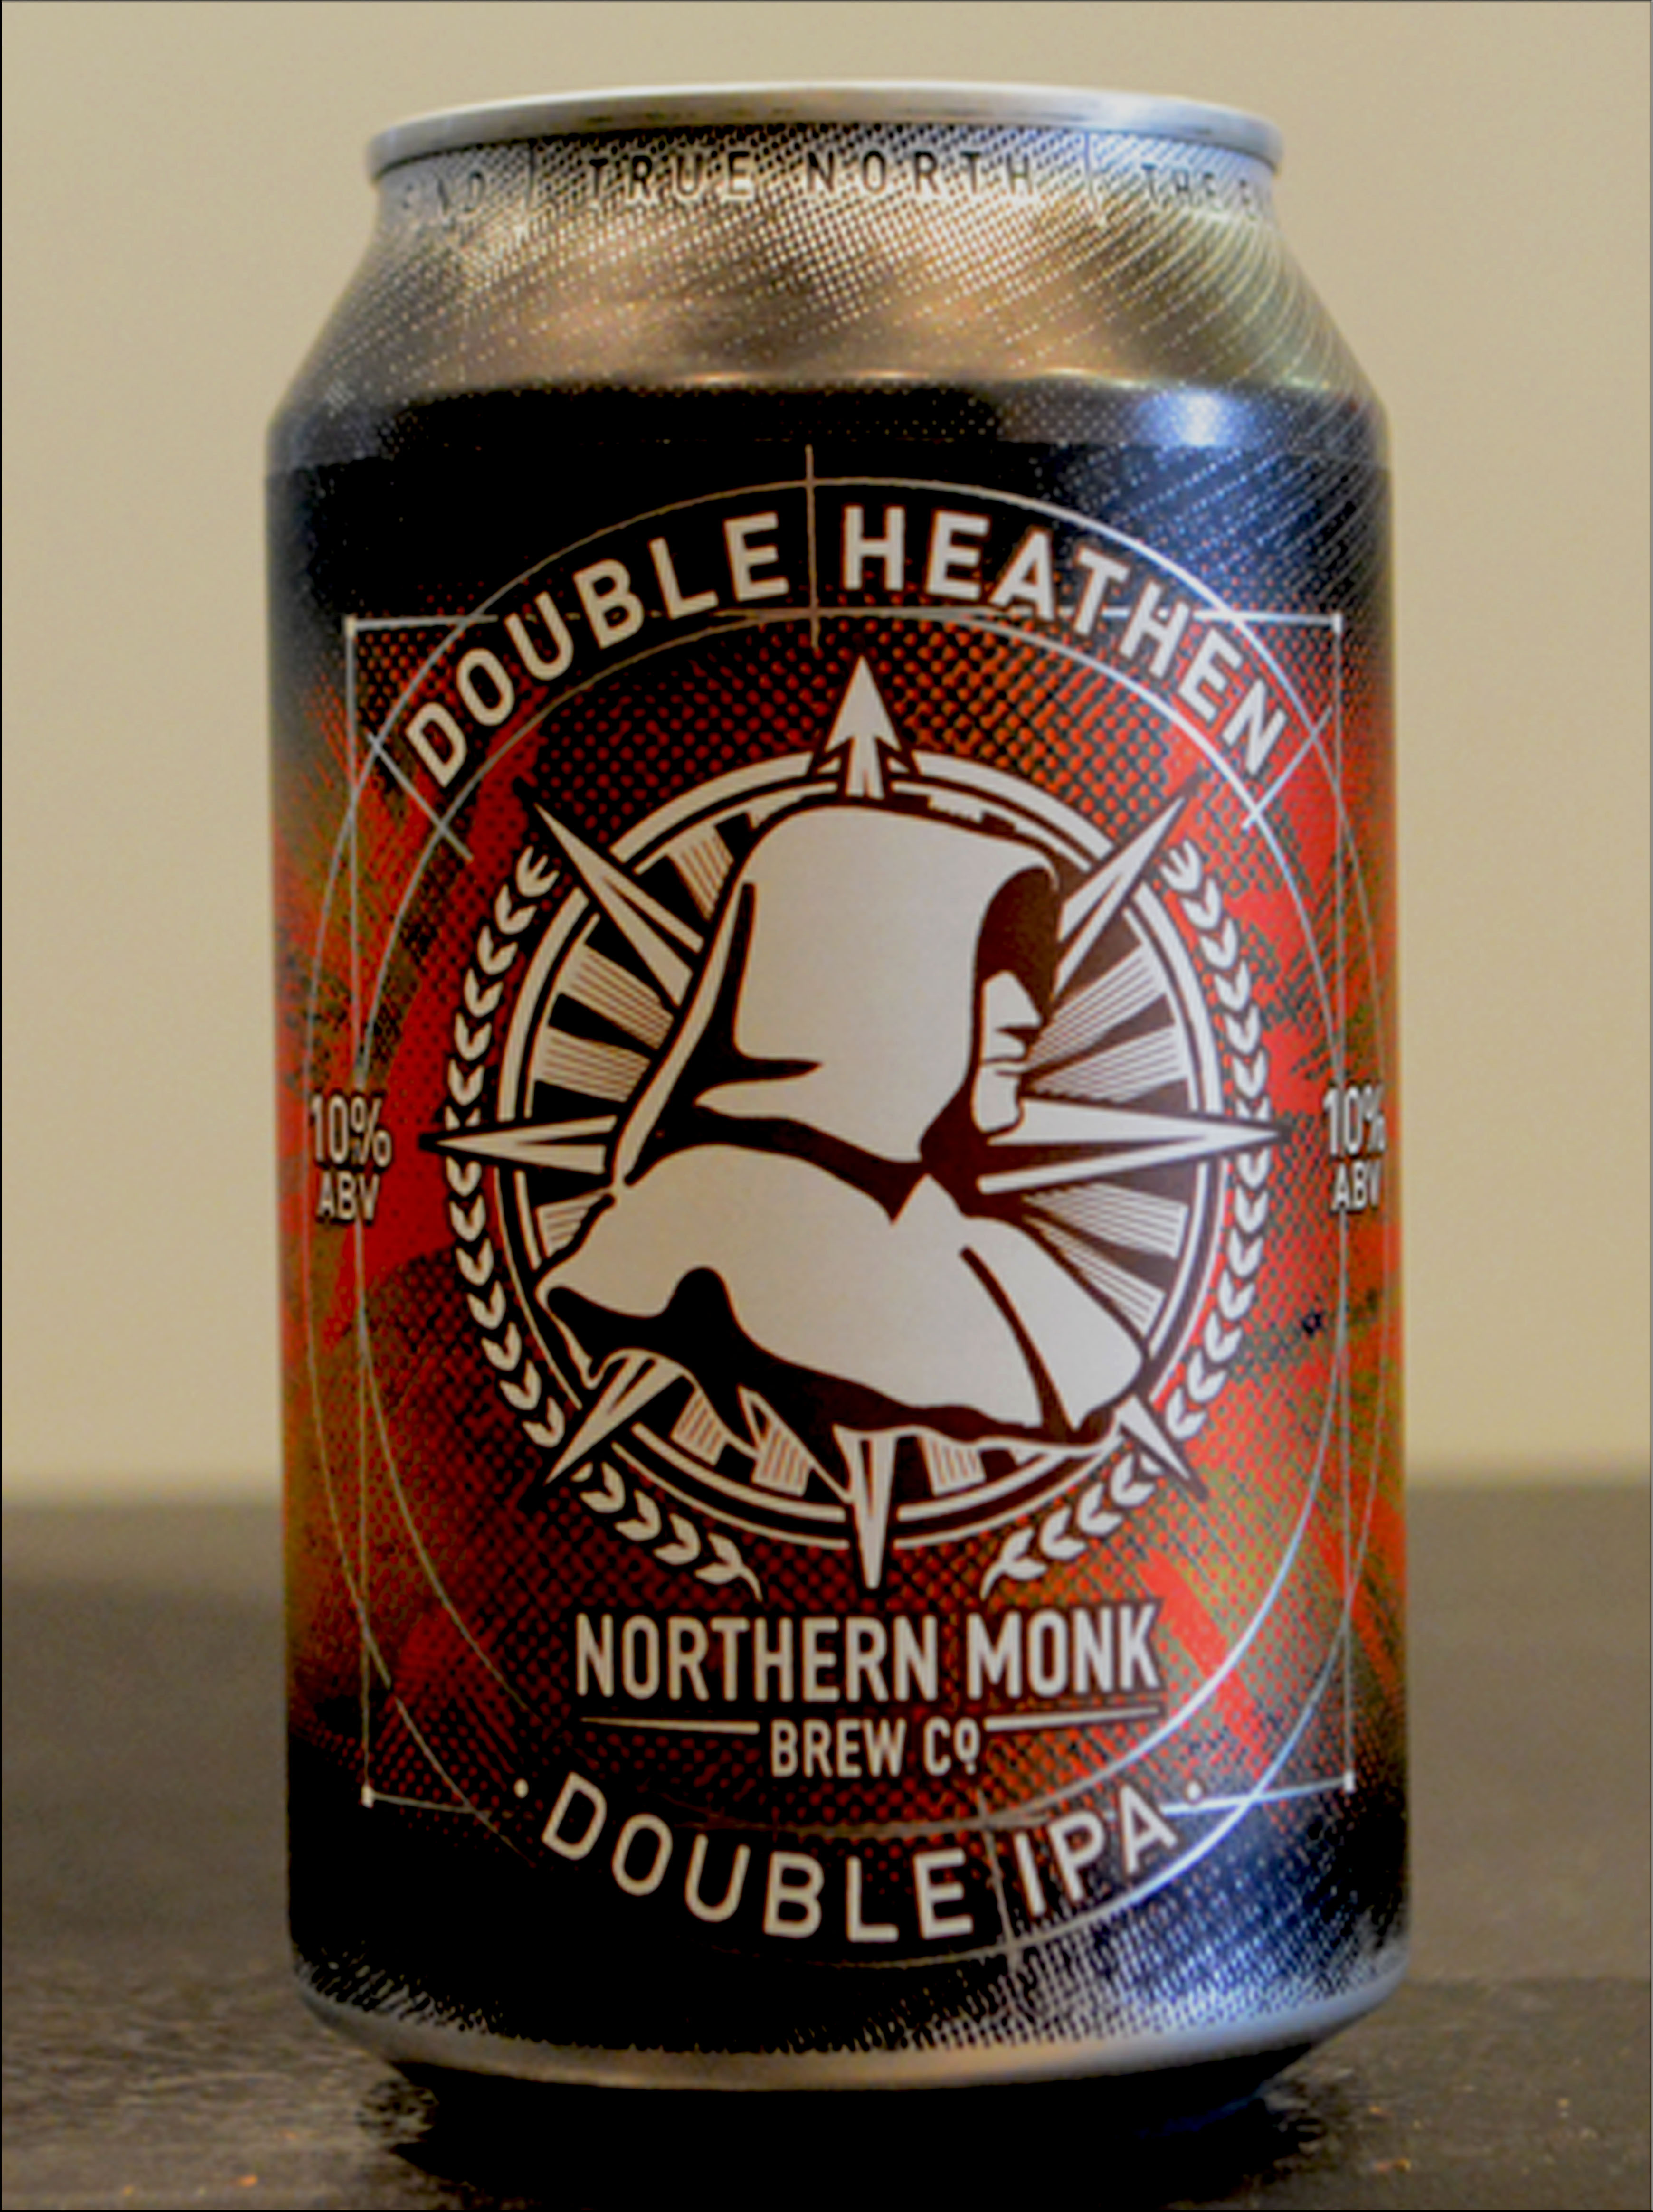 TRUE NORTH
DOUBLE HEATHEN
10%
ABV
10%
ABV
NORTHERN MONK
BREW Cº
· DOUBLE IPA ·